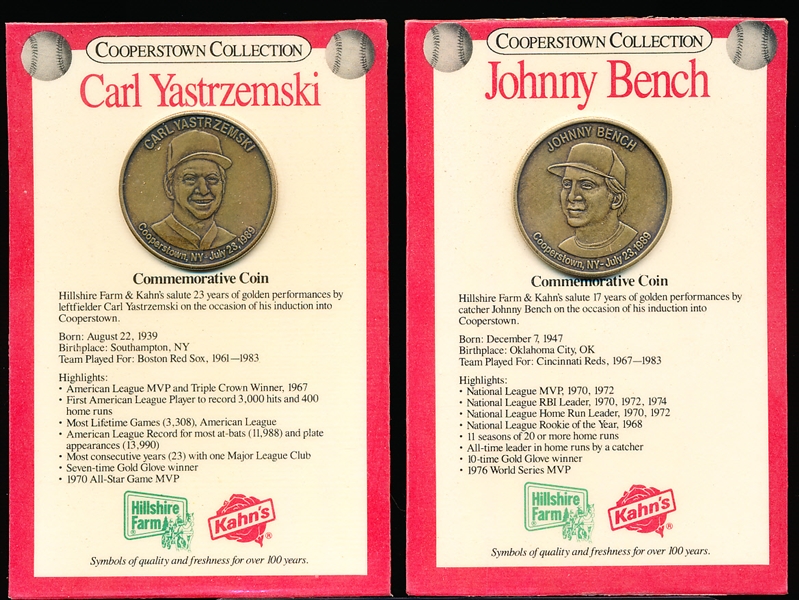 COOPERSTOWN COLLECTION
Carl Yastrzemski
CARL YASTRZEMSKI
Cooperstown, NY - July 23, 1989
Commemorative Coin
Hillshire Farm & Kahn's salute 23 years of golden performances by
leftfielder Carl Yastrzemski on the occasion of his induction into
Cooperstown.
Born: August 22, 1939
Birthplace: Southampton, NY
Team Played For: Boston Red Sox, 1961—1983
Highlights:
• American League MVP and Triple Crown Winner, 1967
• First American League Player to record 3,000 hits and 400
home runs
• Most Lifetime Games (3,308), American League
• American League Record for most at-bats (11,988) and plate
appearances (13,990)
• Most consecutive years (23) with one Major League Club
• Seven-time Gold Glove winner
• 1970 All-Star Game MVP
Hillshire
Farm
Kahn's
®
Symbols of quality and freshness for over 100 years.
COOPERSTOWN COLLECTION
Johnny Bench
JOHNNY BENCH
Cooperstown, NY - July 23, 1989
Commemorative Coin
Hillshire Farm & Kahn's salute 17 years of golden performances by
catcher Johnny Bench on the occasion of his induction into
Cooperstown.
Born: December 7, 1947
Birthplace: Oklahoma City, OK
Team Played For: Cincinnati Reds, 1967—1983
Highlights:
• National League MVP, 1970, 1972
• National League RBI Leader, 1970, 1972, 1974
• National League Home Run Leader, 1970, 1972
• National League Rookie of the Year, 1968
• 11 seasons of 20 or more home runs
• All-time leader in home runs by a catcher
• 10-time Gold Glove winner
• 1976 World Series MVP
Hillshire
Farm
Kahn's
®
Symbols of quality and freshness for over 100 years.